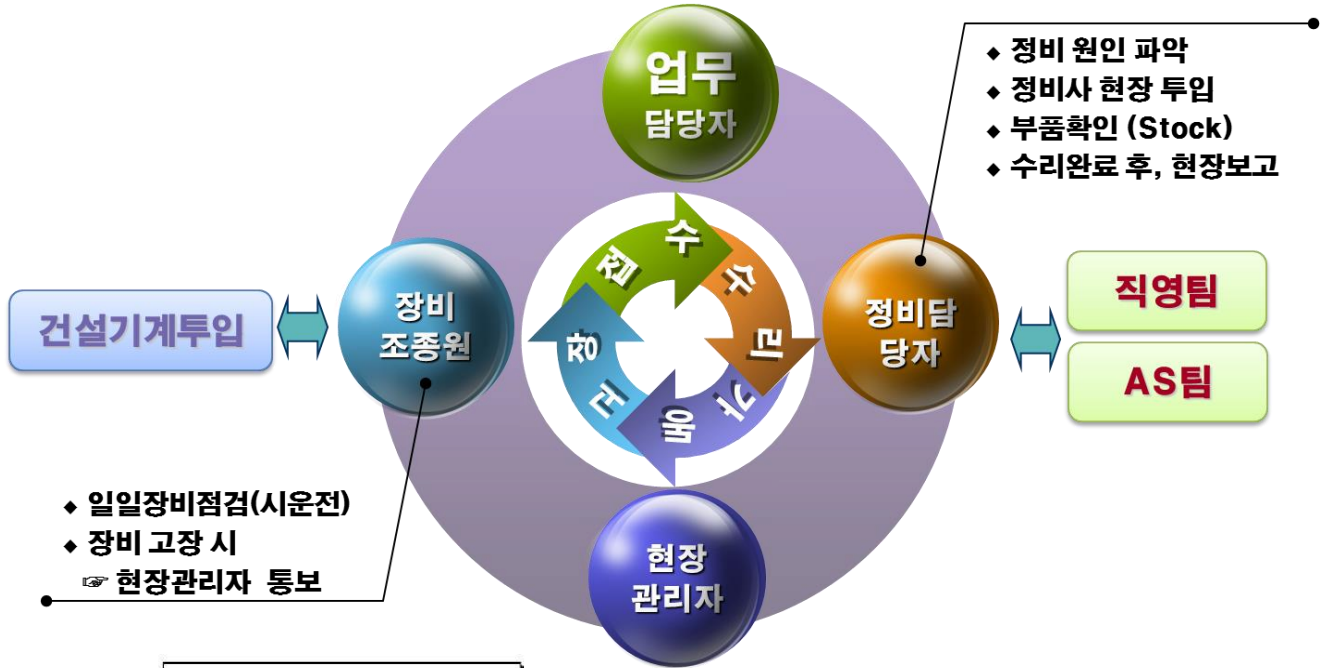 업무
담당자
◆ 정비 원인 파악
◆ 정비사 현장 투입
◆ 부품확인 (Stock)
◆ 수리완료 후, 현장보고
접수
수리
가동
고장
건설기계투입
장비
조종원
정비담
당자
직영팀
AS팀
◆ 일일장비점검(시운전)
◆ 장비 고장 시
☞ 현장관리자 통보
현장
관리자